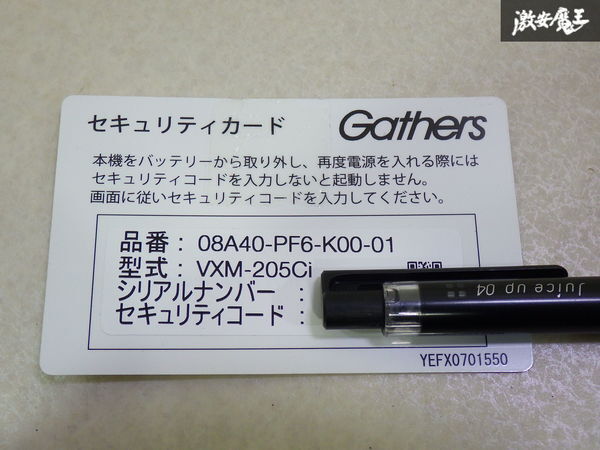 激安魔王
セキュリティカード
Gathers
本機をバッテリーから取り外し、再度電源を入れる際には
セキュリティコードを入力しないと起動しません。
画面に従いセキュリティコードを入力してください。
品番：08A40-PF6-K00-01
型式：VXM-205Ci
シリアルナンバー：
セキュリティコード：
Juice up 04
YEFX0701550